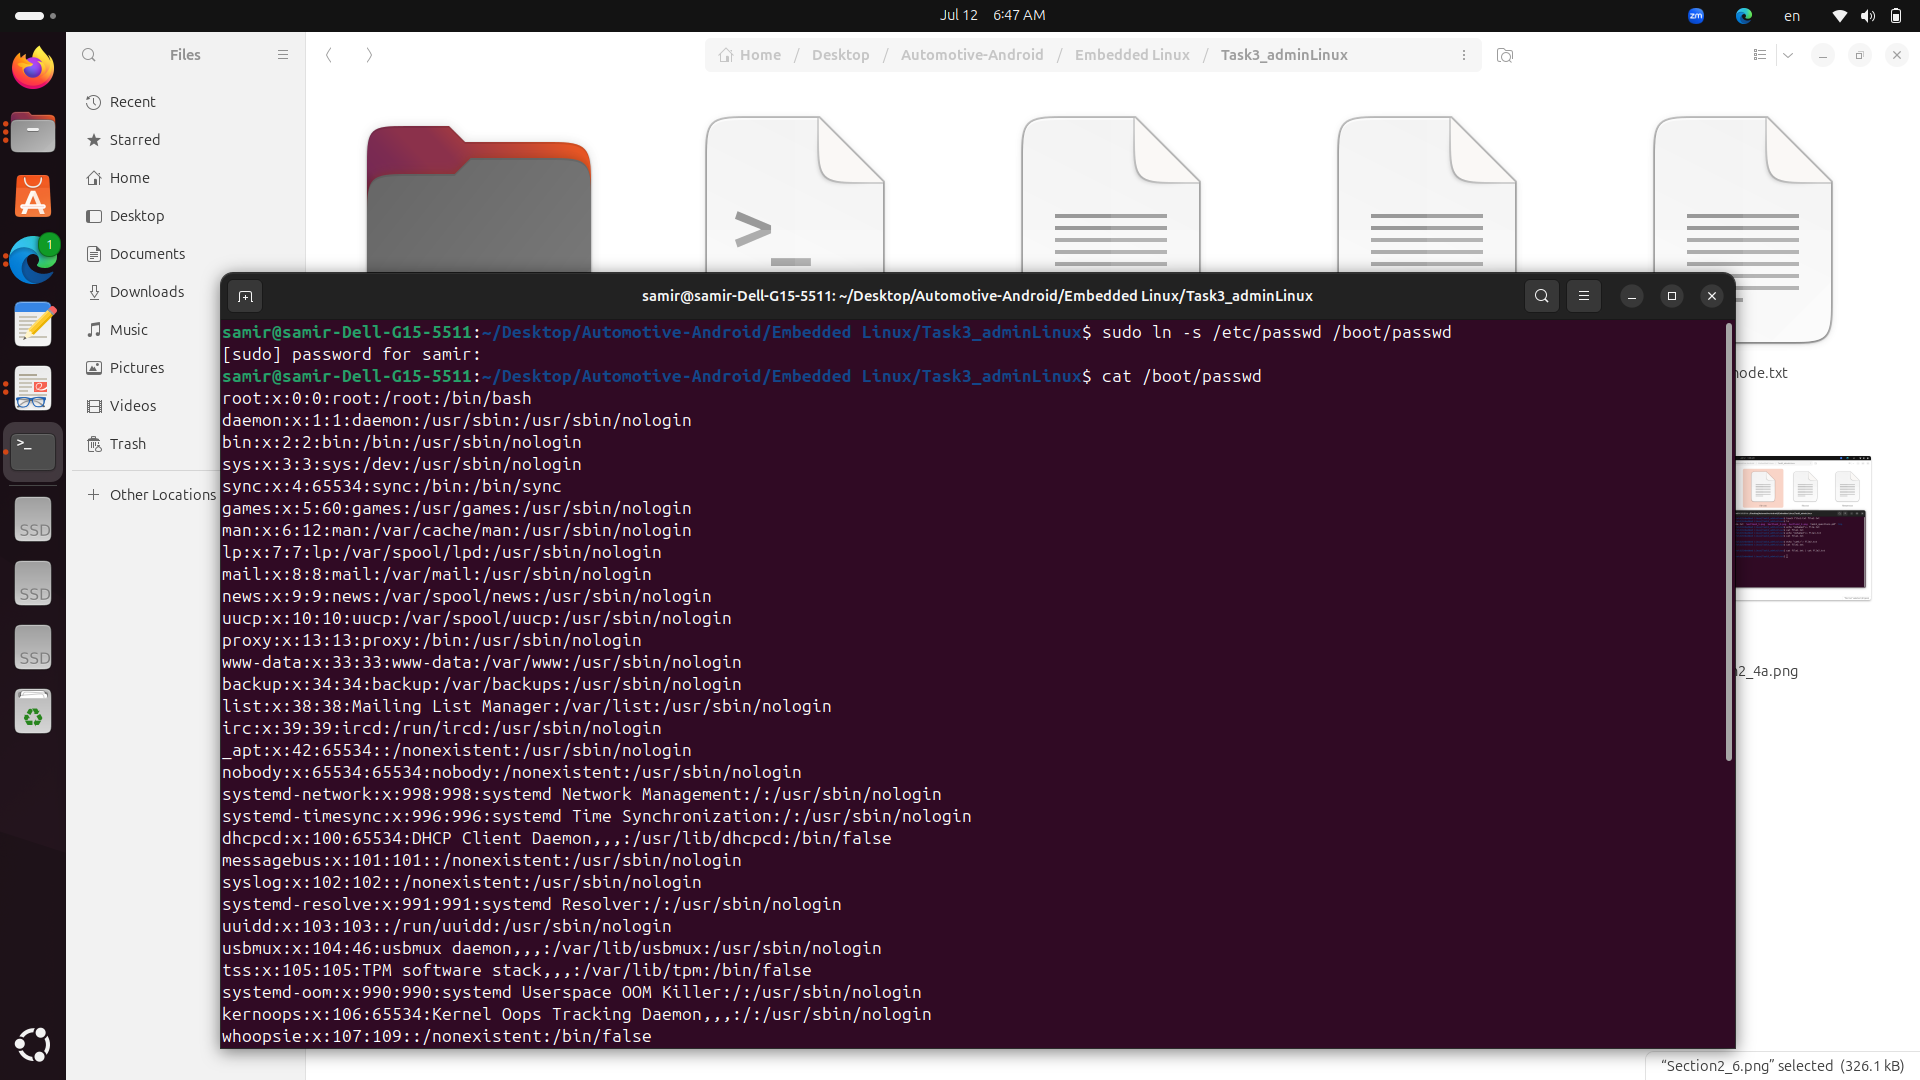 Jul 12 6:47 AM
zm
en
Files
Home / Desktop / Automotive-Android / Embedded Linux / Task3_adminLinux
Recent
Starred
Home
Desktop
Documents
Downloads
Music
Pictures
Videos
Trash
Other Locations
1
SSD
SSD
SSD
samir@samir-Dell-G15-5511: ~/Desktop/Automotive-Android/Embedded Linux/Task3_adminLinux
samir@samir-Dell-G15-5511:~/Desktop/Automotive-Android/Embedded Linux/Task3_adminLinux$ sudo ln -s /etc/passwd /boot/passwd
[sudo] password for samir:
samir@samir-Dell-G15-5511:~/Desktop/Automotive-Android/Embedded Linux/Task3_adminLinux$ cat /boot/passwd
root:x:0:0:root:/root:/bin/bash
daemon:x:1:1:daemon:/usr/sbin:/usr/sbin/nologin
bin:x:2:2:bin:/bin:/usr/sbin/nologin
sys:x:3:3:sys:/dev:/usr/sbin/nologin
sync:x:4:65534:sync:/bin:/bin/sync
games:x:5:60:games:/usr/games:/usr/sbin/nologin
man:x:6:12:man:/var/cache/man:/usr/sbin/nologin
lp:x:7:7:lp:/var/spool/lpd:/usr/sbin/nologin
mail:x:8:8:mail:/var/mail:/usr/sbin/nologin
news:x:9:9:news:/var/spool/news:/usr/sbin/nologin
uucp:x:10:10:uucp:/var/spool/uucp:/usr/sbin/nologin
proxy:x:13:13:proxy:/bin:/usr/sbin/nologin
www-data:x:33:33:www-data:/var/www:/usr/sbin/nologin
backup:x:34:34:backup:/var/backups:/usr/sbin/nologin
list:x:38:38:Mailing List Manager:/var/list:/usr/sbin/nologin
irc:x:39:39:ircd:/run/ircd:/usr/sbin/nologin
_apt:x:42:65534::/nonexistent:/usr/sbin/nologin
nobody:x:65534:65534:nobody:/nonexistent:/usr/sbin/nologin
systemd-network:x:998:998:systemd Network Management:/:/usr/sbin/nologin
systemd-timesync:x:996:996:systemd Time Synchronization:/:/usr/sbin/nologin
dhcpcd:x:100:65534:DHCP Client Daemon,,,:/usr/lib/dhcpcd:/bin/false
messagebus:x:101:101::/nonexistent:/usr/sbin/nologin
syslog:x:102:102::/nonexistent:/usr/sbin/nologin
systemd-resolve:x:991:991:systemd Resolver:/:/usr/sbin/nologin
uuidd:x:103:103::/run/uuidd:/usr/sbin/nologin
usbmux:x:104:46:usbmux daemon,,,:/var/lib/usbmux:/usr/sbin/nologin
tss:x:105:105:TPM software stack,,,:/var/lib/tpm:/bin/false
systemd-oom:x:990:990:systemd Userspace OOM Killer:/:/usr/sbin/nologin
kernoops:x:106:65534:Kernel Oops Tracking Daemon,,,:/:/usr/sbin/nologin
whoopsie:x:107:109::/nonexistent:/bin/false
ode.txt
2_4a.png
“Section2_6.png” selected (326.1 kB)